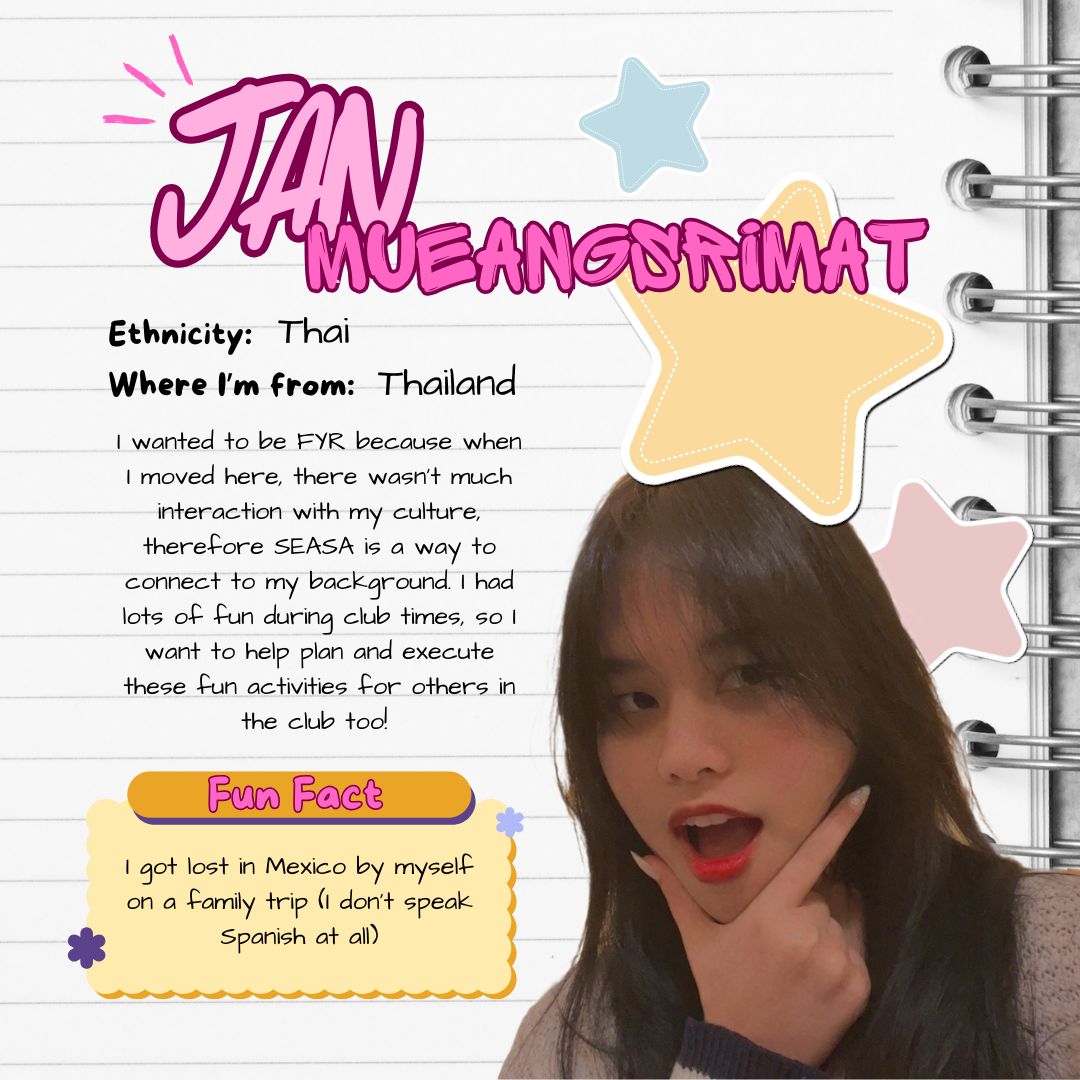 JAN
MUEANGSRIMAT
Ethnicity: Thai
Where I'm from: Thailand
I wanted to be FYR because when
I moved here, there wasn't much
interaction with my culture,
therefore SEASA is a way to
connect to my background. I had
lots of fun during club times, so I
want to help plan and execute
these fun activities for others in
the club too!
Fun Fact
I got lost in Mexico by myself
on a family trip (I don't speak
Spanish at all)